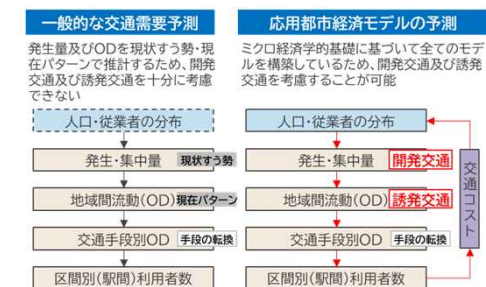 一般的な交通需要予測
発生量及びODを現状すう勢・現
在パターンで推計するため、開発
交通及び誘発交通を十分に考慮
できない
人口・従業者の分布
発生・集中量 現状すう勢
地域間流動(OD) 現在パターン
交通手段別OD 手段の転換
区間別(駅間)利用者数
応用都市経済モデルの予測
ミクロ経済学的基礎に基づいて全てのモデ
ルを構築しているため、開発交通及び誘発
交通を考慮することが可能
人口・従業者の分布
発生・集中量 開発交通
地域間流動(OD) 誘発交通
交通手段別OD 手段の転換
区間別(駅間)利用者数
交通コスト